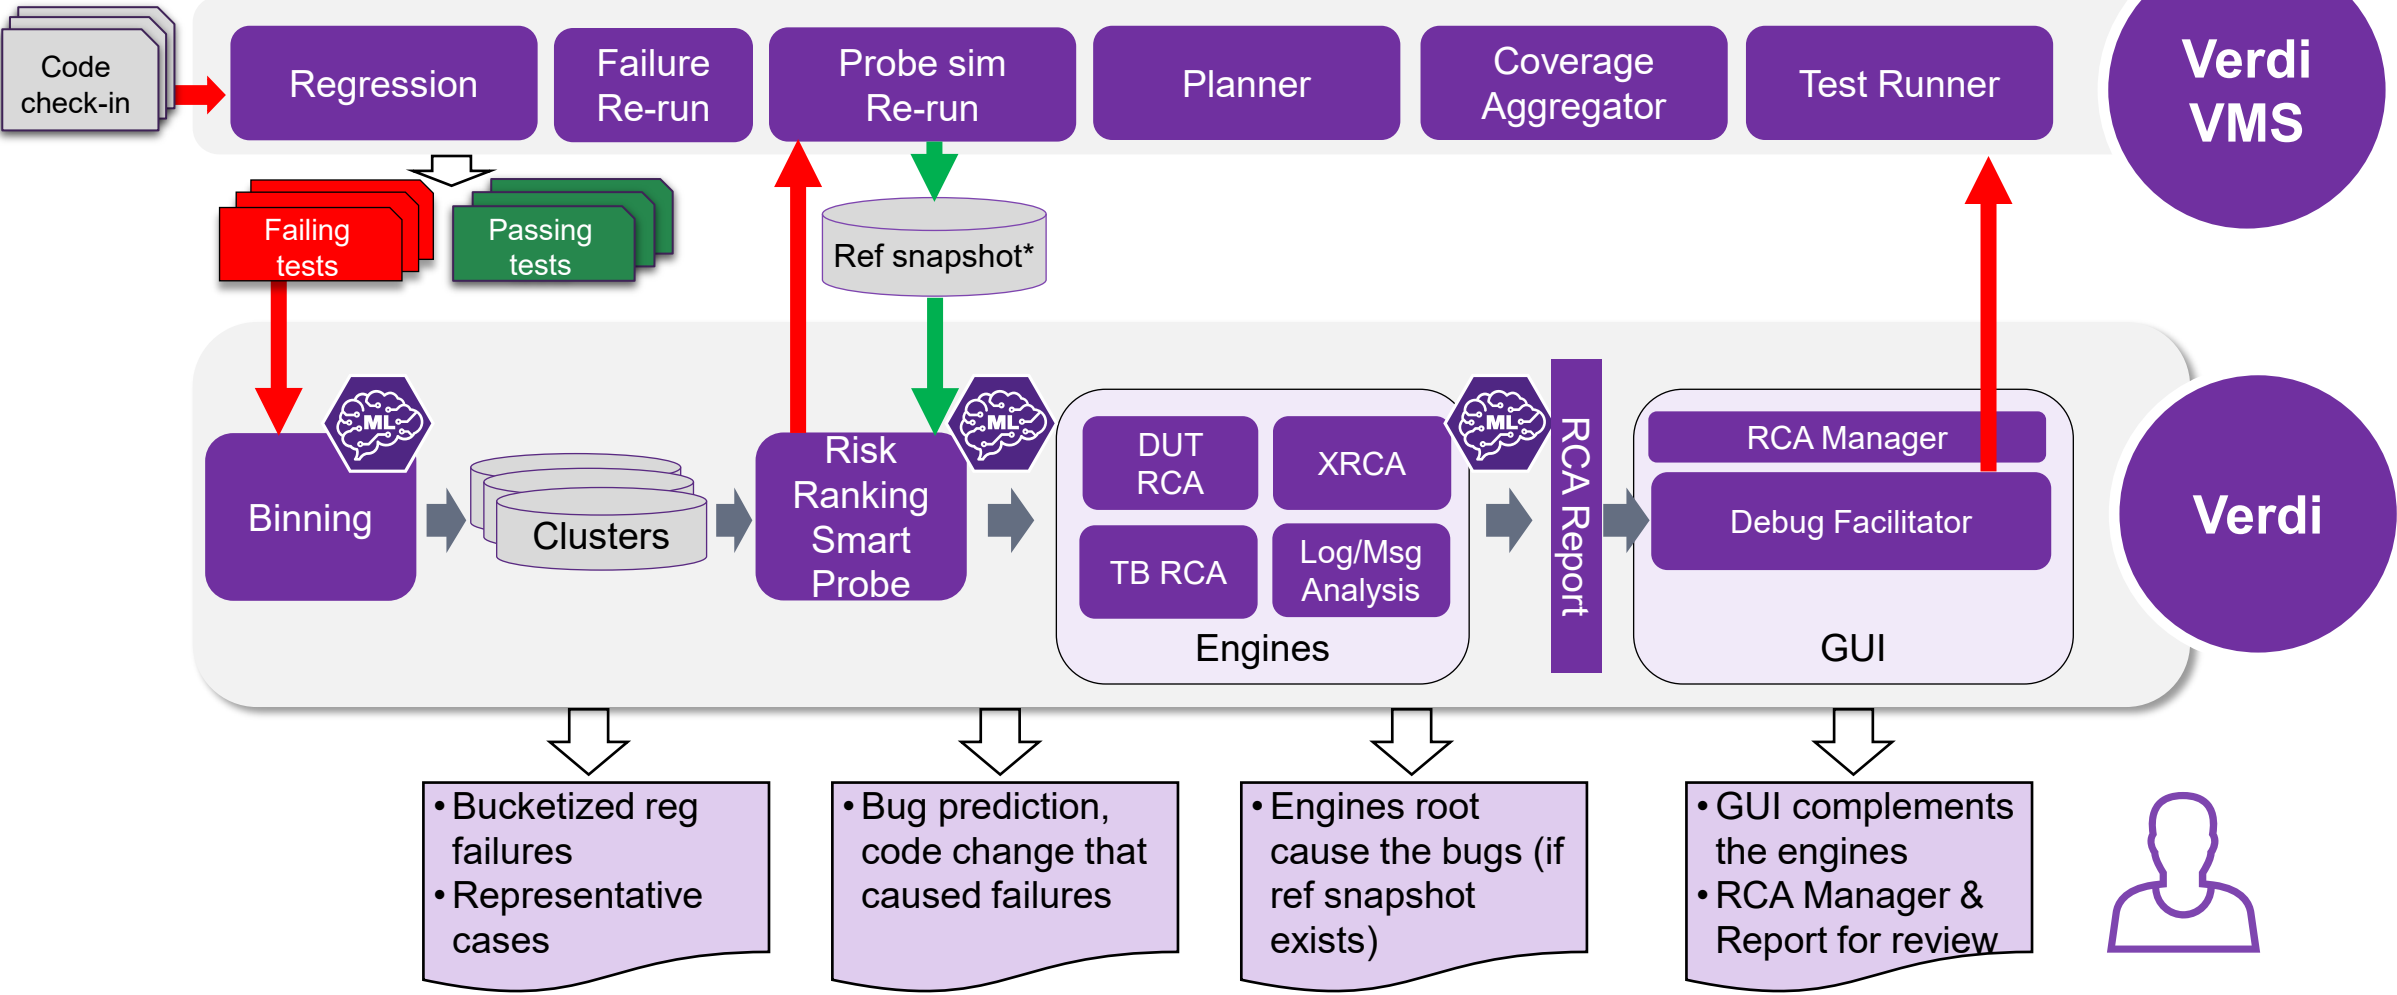 Code
check-in
Regression
Failure
Re-run
Probe sim
Re-run
Planner
Coverage
Aggregator
Test Runner
Verdi
VMS
Failing
tests
Passing
tests
Ref snapshot*
Binning
ML
Clusters
Risk
Ranking
Smart
Probe
ML
DUT
RCA
XRCA
TB RCA
Log/Msg
Analysis
Engines
ML
RCA Report
RCA Manager
Debug Facilitator
GUI
Verdi
• Bucketized reg
failures
• Representative
cases
• Bug prediction,
code change that
caused failures
• Engines root
cause the bugs (if
ref snapshot
exists)
• GUI complements
the engines
• RCA Manager &
Report for review